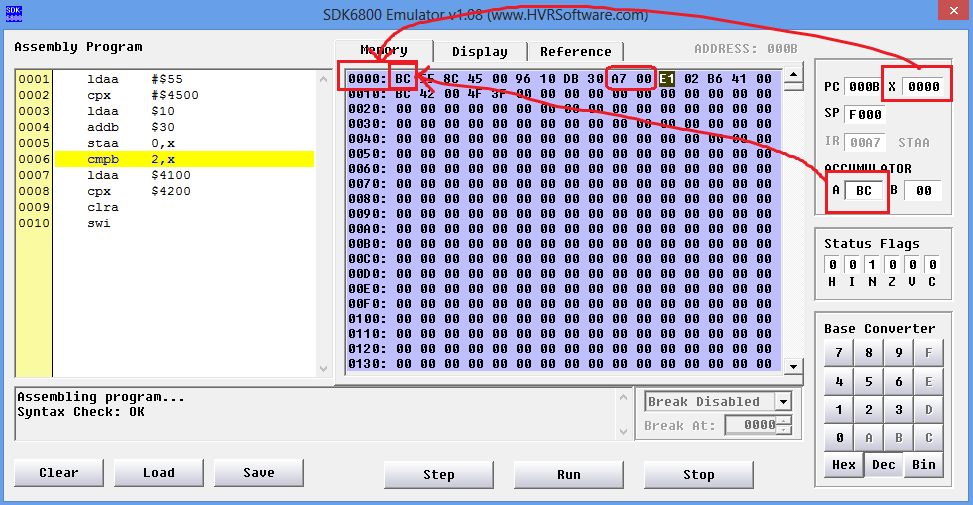 SDK-6800
SDK6800 Emulator v1.08 (www.HVRSoftware.com)
Assembly Program
0001 ldaa #$55
0002 cpx #$4500
0003 ldaa $10
0004 addb $30
0005 staa 0,x
0006 cmpb 2,x
0007 ldaa $4100
0008 cpx $4200
0009 clra
0010 swi
Memory Display Reference
ADDRESS: 000B
0000: BC 8C 45 00 96 10 DB 30 A7 00 E1 02 B6 41 00
0010: BC 42 00 4F 3F 00 00 00 00 00 00 00 00 00 00 00
0020: 00 00 00 00 00 00 00 00 00 00 00 00 00 00 00 00
0030: 00 00 00 00 00 00 00 00 00 00 00 00 00 00 00 00
0040: 00 00 00 00 00 00 00 00 00 00 00 00 00 00 00 00
0050: 00 00 00 00 00 00 00 00 00 00 00 00 00 00 00 00
0060: 00 00 00 00 00 00 00 00 00 00 00 00 00 00 00 00
0070: 00 00 00 00 00 00 00 00 00 00 00 00 00 00 00 00
0080: 00 00 00 00 00 00 00 00 00 00 00 00 00 00 00 00
0090: 00 00 00 00 00 00 00 00 00 00 00 00 00 00 00 00
00A0: 00 00 00 00 00 00 00 00 00 00 00 00 00 00 00 00
00B0: 00 00 00 00 00 00 00 00 00 00 00 00 00 00 00 00
00C0: 00 00 00 00 00 00 00 00 00 00 00 00 00 00 00 00
00D0: 00 00 00 00 00 00 00 00 00 00 00 00 00 00 00 00
00E0: 00 00 00 00 00 00 00 00 00 00 00 00 00 00 00 00
00F0: 00 00 00 00 00 00 00 00 00 00 00 00 00 00 00 00
0100: 00 00 00 00 00 00 00 00 00 00 00 00 00 00 00 00
0110: 00 00 00 00 00 00 00 00 00 00 00 00 00 00 00 00
0120: 00 00 00 00 00 00 00 00 00 00 00 00 00 00 00 00
0130: 00 00 00 00 00 00 00 00 00 00 00 00 00 00 00 00
PC 000B X 0000
SP F000
IR 00A7 STAA
ACCUMULATOR
A BC B 00
Status Flags
0 0 1 0 0 0
H I N Z V C
Base Converter
7 8 9 F
4 5 6 E
1 2 3 D
0 A B C
Hex Dec Bin
Assembling program...
Syntax Check: OK
Break Disabled
Break At: 0000
Clear Load Save
Step Run Stop